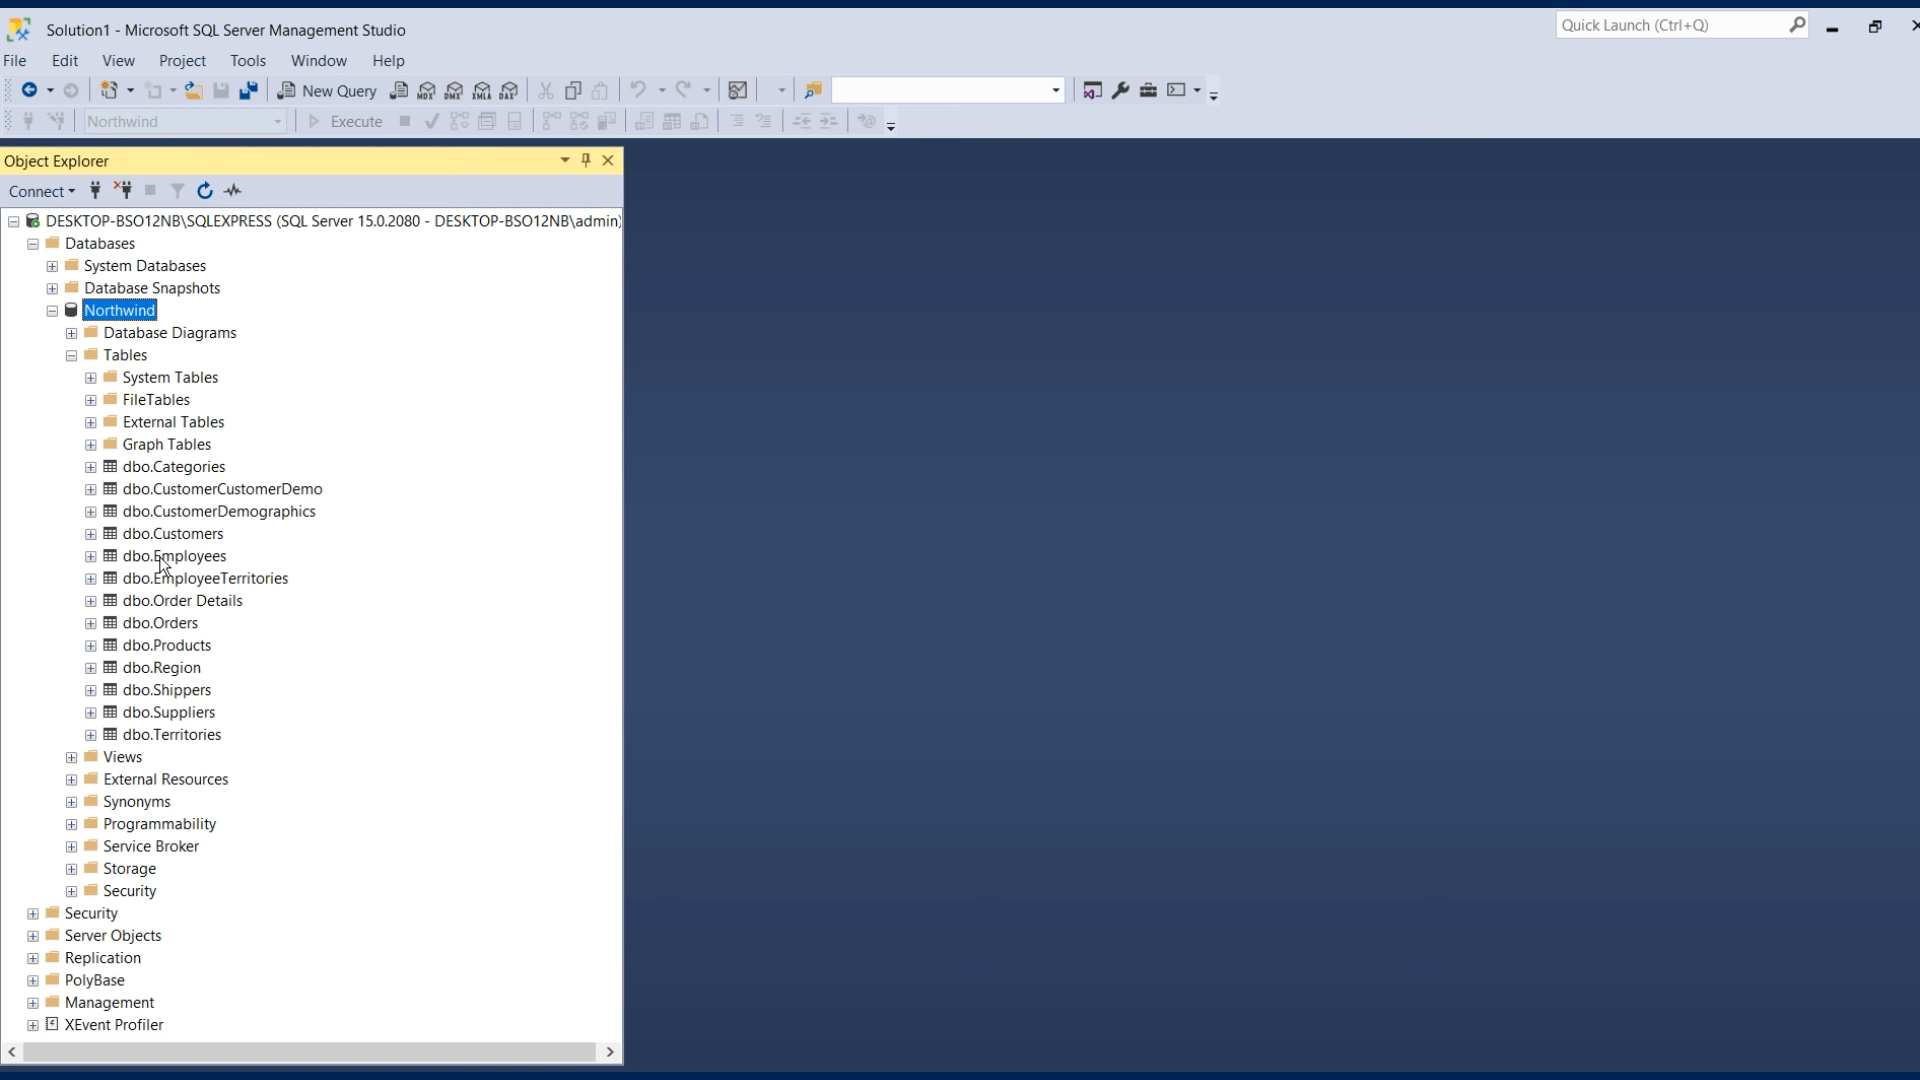 Solution1 - Microsoft SQL Server Management Studio
Quick Launch (Ctrl+Q)
File Edit View Project Tools Window Help
New Query MDX DMX XMLA DAX
Northwind Execute
Object Explorer
Connect
DESKTOP-BSO12NB\SQLEXPRESS (SQL Server 15.0.2080 - DESKTOP-BSO12NB\admin)
Databases
System Databases
Database Snapshots
Northwind
Database Diagrams
Tables
System Tables
FileTables
External Tables
Graph Tables
dbo.Categories
dbo.CustomerCustomerDemo
dbo.CustomerDemographics
dbo.Customers
dbo.Employees
dbo.EmployeeTerritories
dbo.Order Details
dbo.Orders
dbo.Products
dbo.Region
dbo.Shippers
dbo.Suppliers
dbo.Territories
Views
External Resources
Synonyms
Programmability
Service Broker
Storage
Security
Security
Server Objects
Replication
PolyBase
Management
XEvent Profiler